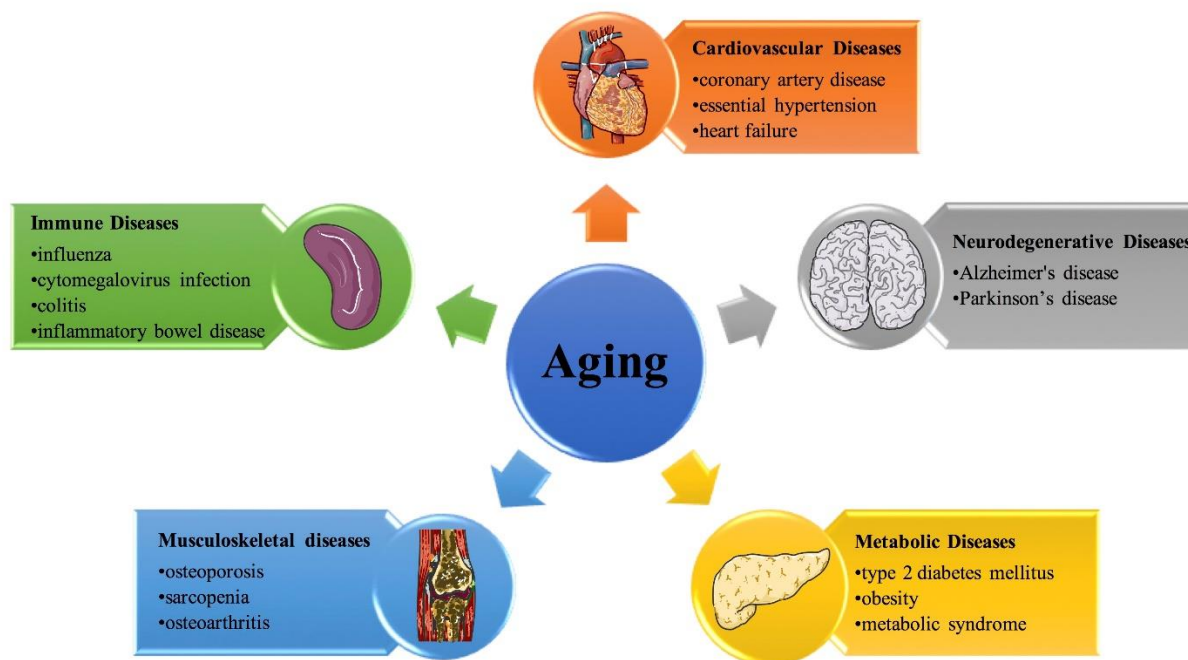 Cardiovascular Diseases
•coronary artery disease
•essential hypertension
•heart failure
Immune Diseases
•influenza
•cytomegalovirus infection
•colitis
•inflammatory bowel disease
Neurodegenerative Diseases
•Alzheimer's disease
•Parkinson’s disease
Aging
Musculoskeletal diseases
•osteoporosis
•sarcopenia
•osteoarthritis
Metabolic Diseases
•type 2 diabetes mellitus
•obesity
•metabolic syndrome